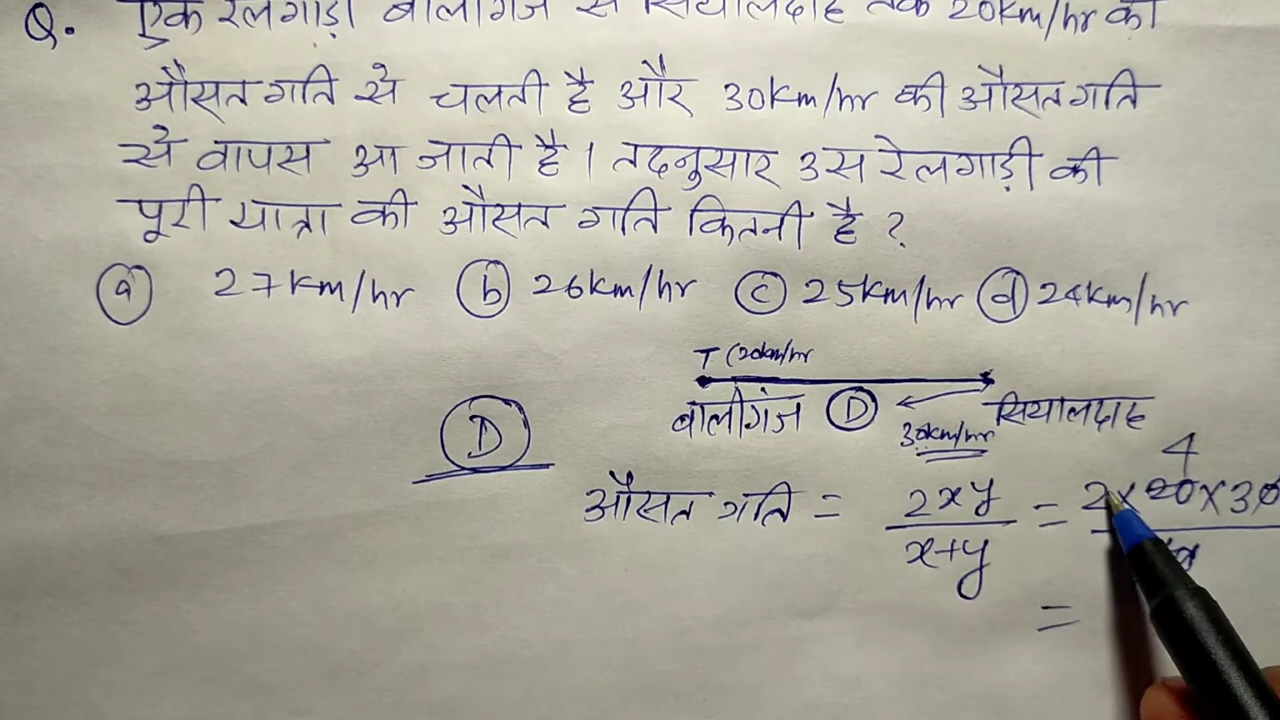 Q. एक रेलगाड़ी बालीगंज से सियालदाह तक 20km/hr की
औसत गति से चलती है और 30km/hr की औसत गति
से वापस आ जाती है। तदनुसार उस रेलगाड़ी की
पूरी यात्रा की औसत गति कितनी है ?
(a) 27km/hr (b) 26km/hr (c) 25km/hr (d) 24km/hr
T (20km/hr
बालीगंज (D) सियालदाह
30km/hr
(D)
4
औसत गति = 2xy / x+y = 2×20×30
=